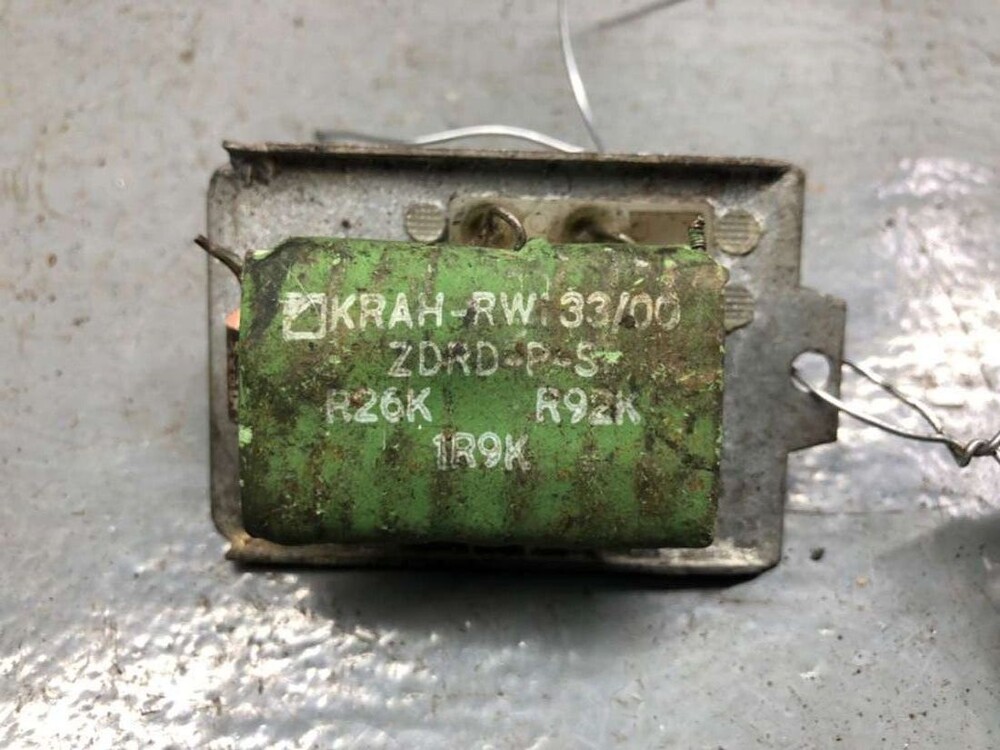 KRAH-RW 33/00
ZDRD-P-S
R26K R92K
1R9K